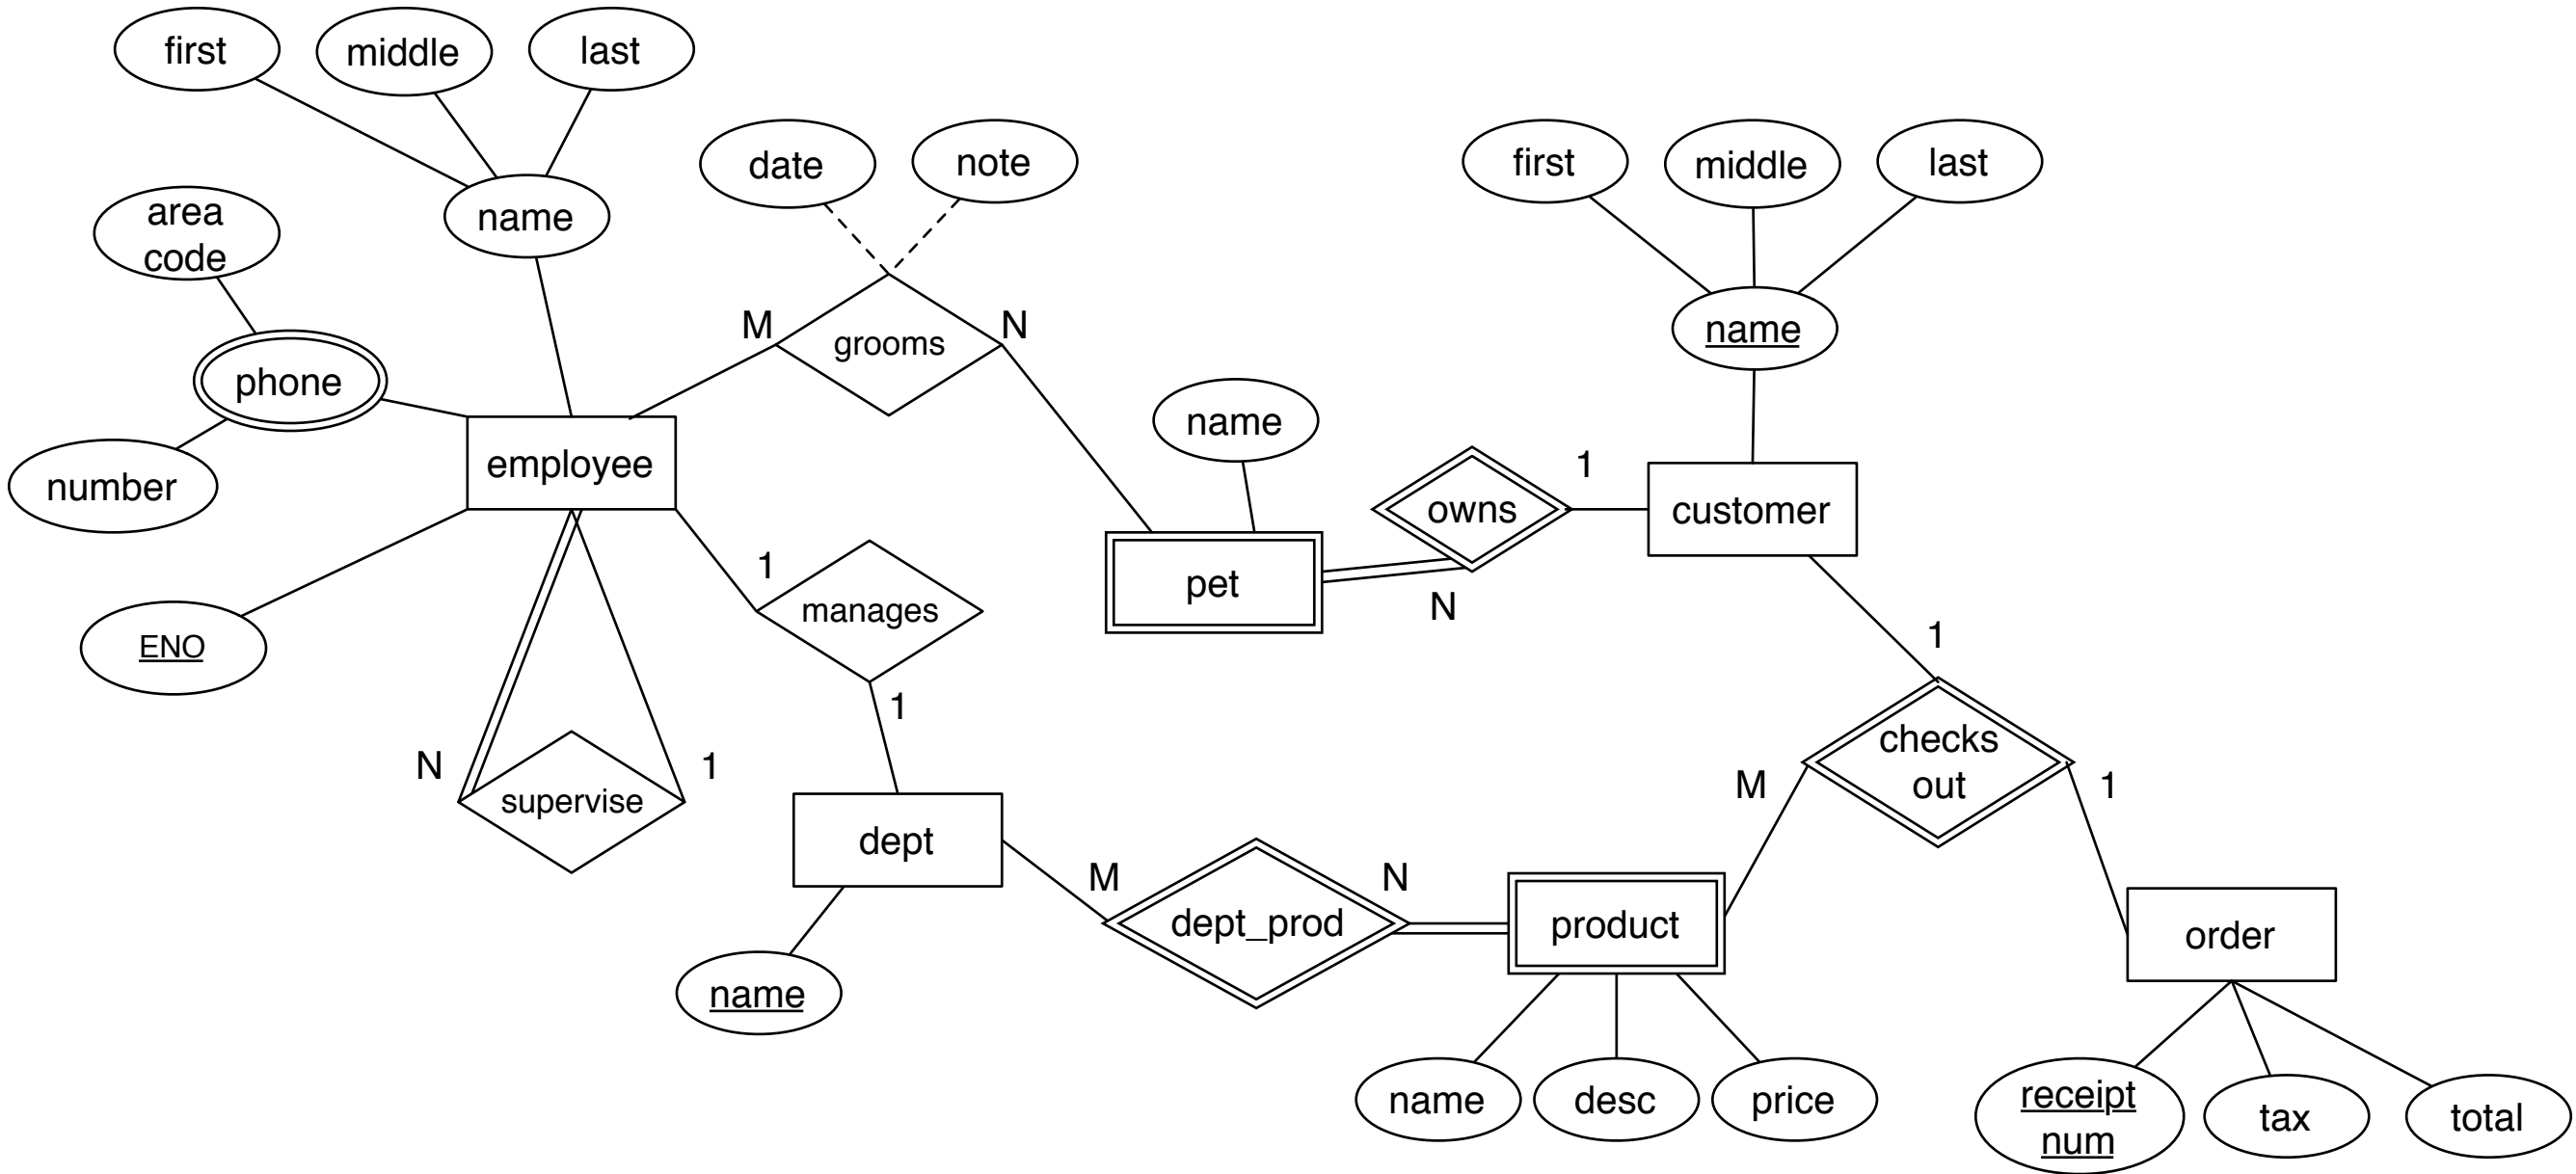 first
middle
last
date
note
first
middle
last
area
code
name
name
M
N
grooms
phone
name
employee
1
owns
customer
number
1
manages
pet
N
ENO
1
1
N
1
supervise
checks
out
M
1
dept
M
N
dept_prod
product
order
name
name
desc
price
receipt
num
tax
total